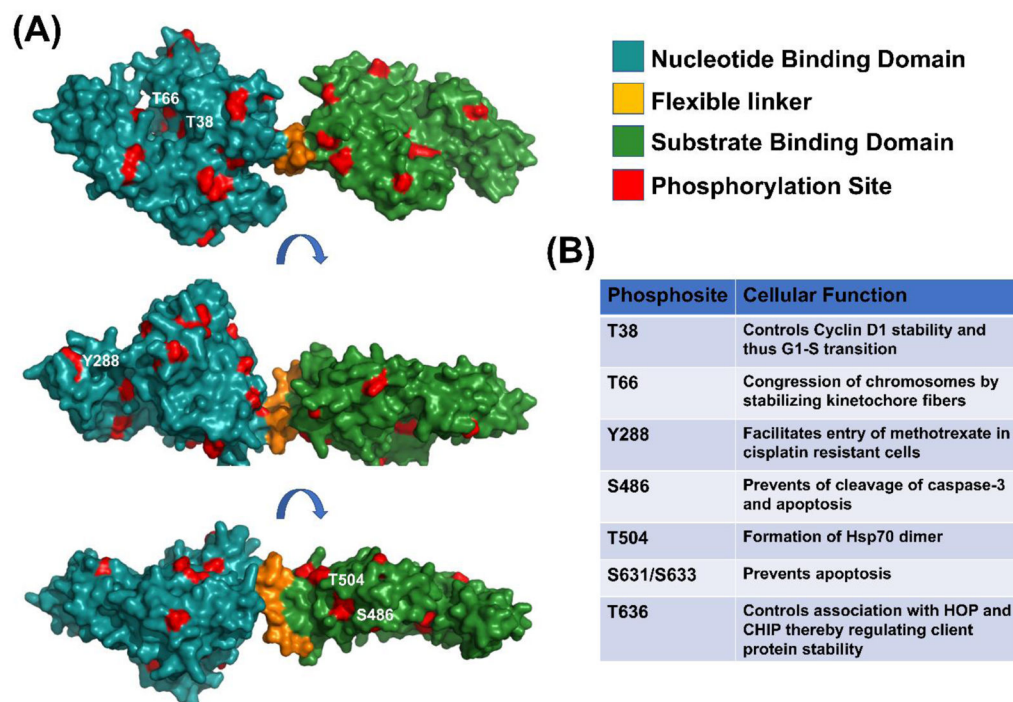 (A)
T66
T38
Nucleotide Binding Domain
Flexible linker
Substrate Binding Domain
Phosphorylation Site
Y288
T504
S486
(B)
Phosphosite Cellular Function
T38 Controls Cyclin D1 stability and
thus G1-S transition
T66 Congression of chromosomes by
stabilizing kinetochore fibers
Y288 Facilitates entry of methotrexate in
cisplatin resistant cells
S486 Prevents of cleavage of caspase-3
and apoptosis
T504 Formation of Hsp70 dimer
S631/S633 Prevents apoptosis
T636 Controls association with HOP and
CHIP thereby regulating client
protein stability